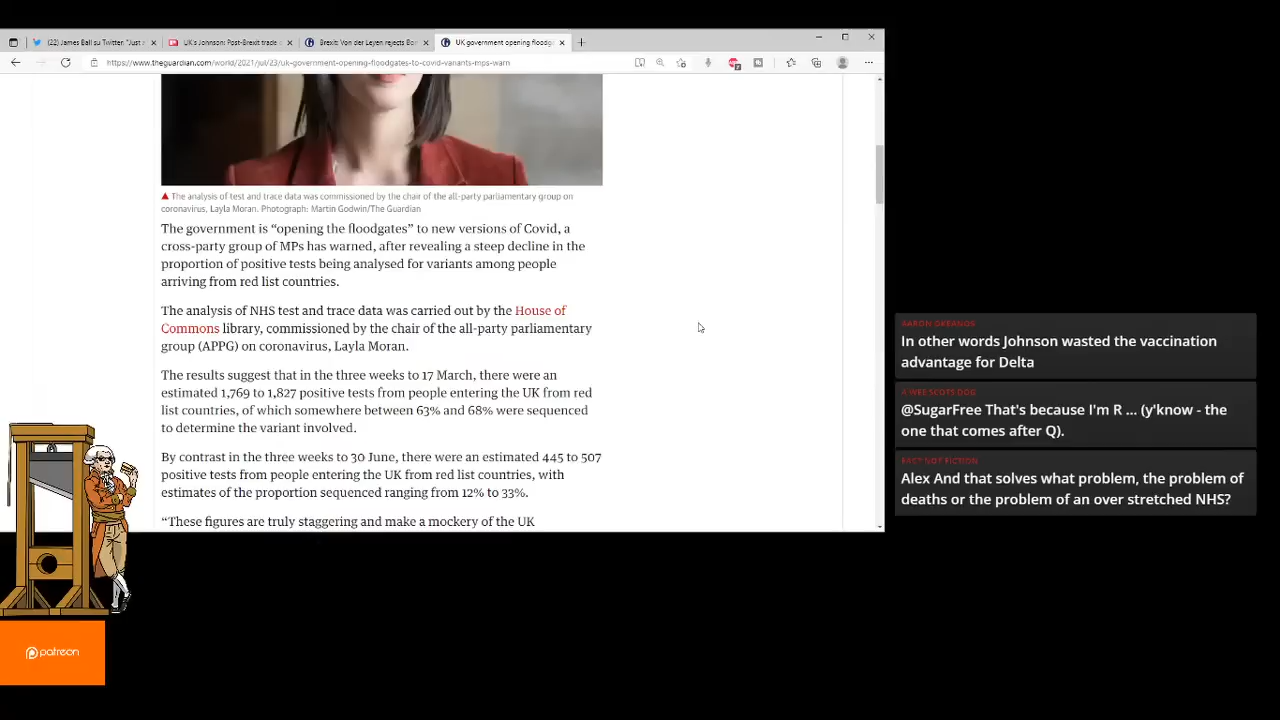 (22) James Ball su Twitter: "Just a
UK's Johnson: Post-Brexit trade
Brexit: Von der Leyen rejects Bor
UK government opening floodg
https://www.theguardian.com/world/2021/jul/23/uk-government-opening-floodgates-to-covid-variants-mps-warn
The analysis of test and trace data was commissioned by the chair of the all-party parliamentary group on
coronavirus, Layla Moran. Photograph: Martin Godwin/The Guardian
The government is “opening the floodgates” to new versions of Covid, a
cross-party group of MPs has warned, after revealing a steep decline in the
proportion of positive tests being analysed for variants among people
arriving from red list countries.
The analysis of NHS test and trace data was carried out by the House of
Commons library, commissioned by the chair of the all-party parliamentary
group (APPG) on coronavirus, Layla Moran.
The results suggest that in the three weeks to 17 March, there were an
estimated 1,769 to 1,827 positive tests from people entering the UK from red
list countries, of which somewhere between 63% and 68% were sequenced
to determine the variant involved.
By contrast in the three weeks to 30 June, there were an estimated 445 to 507
positive tests from people entering the UK from red list countries, with
estimates of the proportion sequenced ranging from 12% to 33%.
“These figures are truly staggering and make a mockery of the UK
AARON OKEANOS
In other words Johnson wasted the vaccination
advantage for Delta
A WEE SCOTS DOG
@SugarFree That's because I'm R ... (y'know - the
one that comes after Q).
FACT NOT FICTION
Alex And that solves what problem, the problem of
deaths or the problem of an over stretched NHS?
patreon